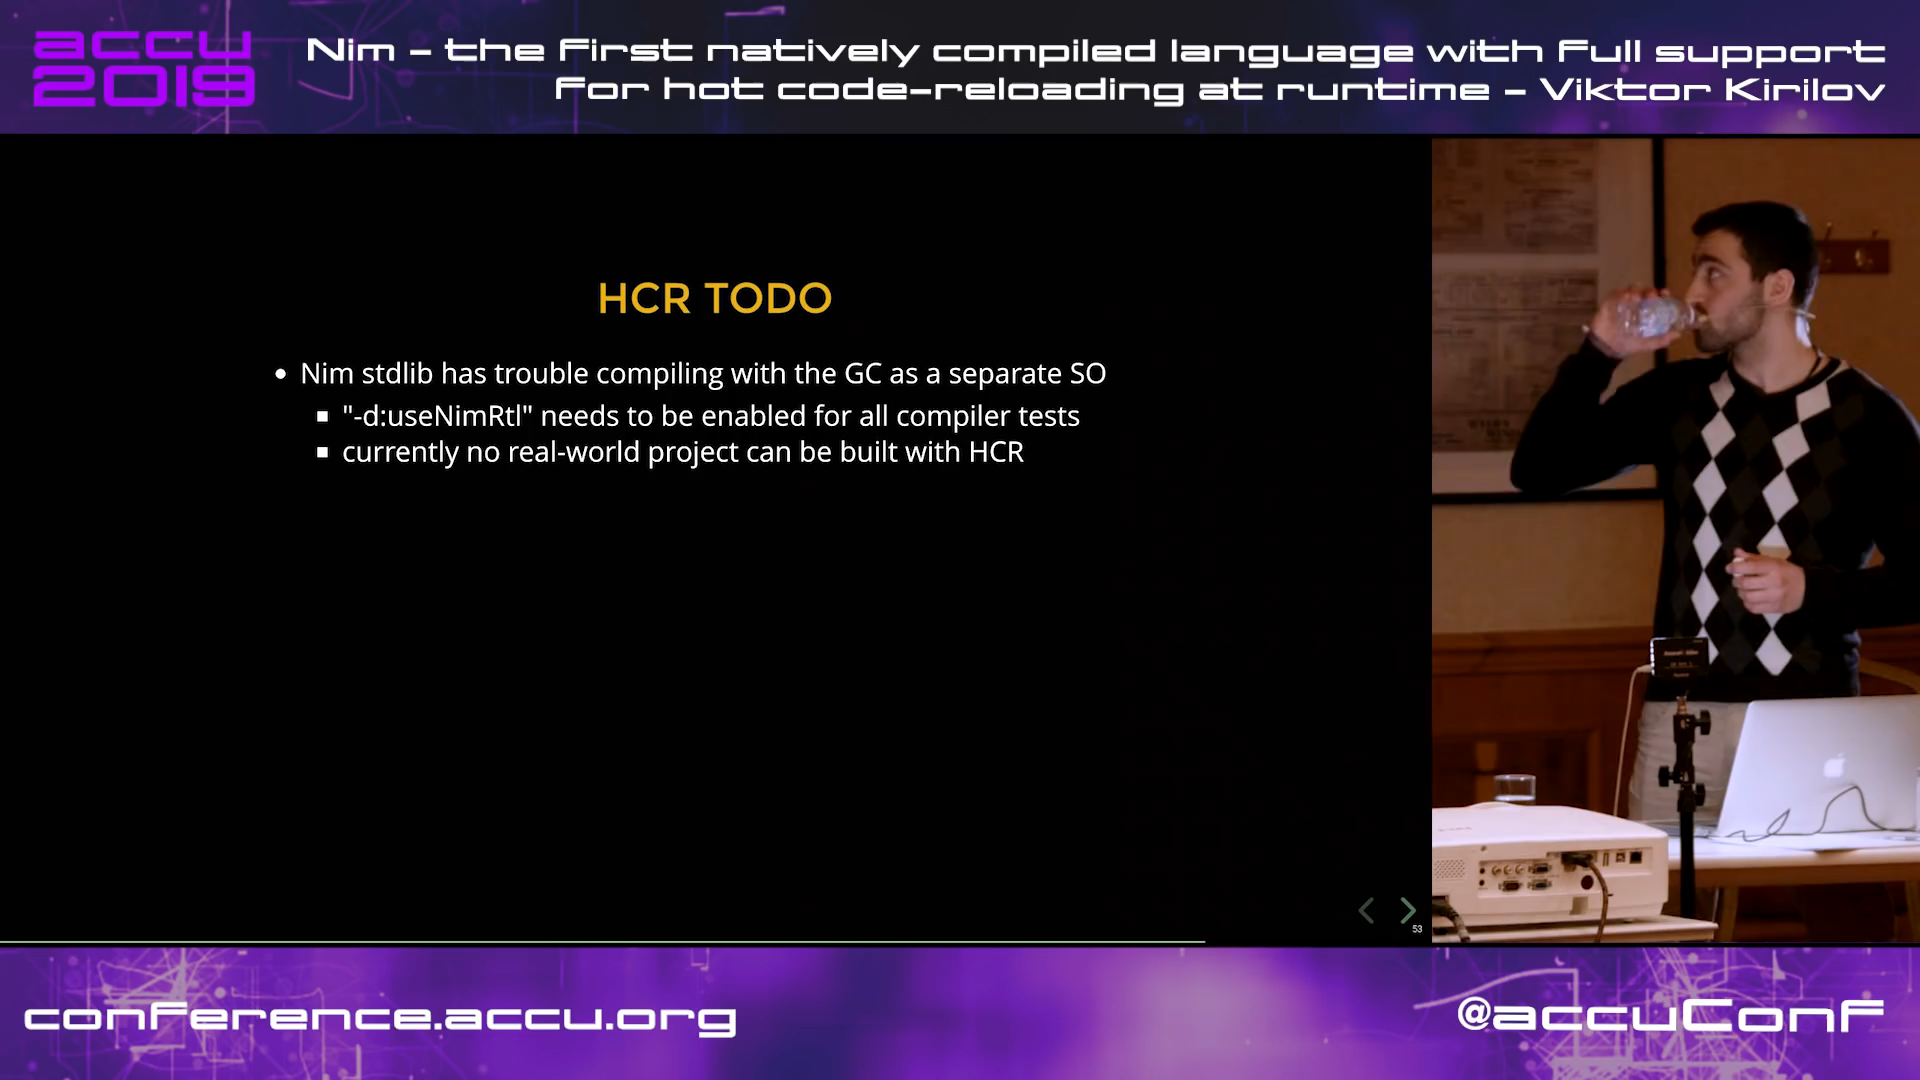 accu
2019
Nim - the first natively compiled language with full support
for hot code-reloading at runtime - Viktor Kirilov
HCR TODO
Nim stdlib has trouble compiling with the GC as a separate SO
"-d:useNimRtl" needs to be enabled for all compiler tests
currently no real-world project can be built with HCR
53
conference.accu.org
@accuConf